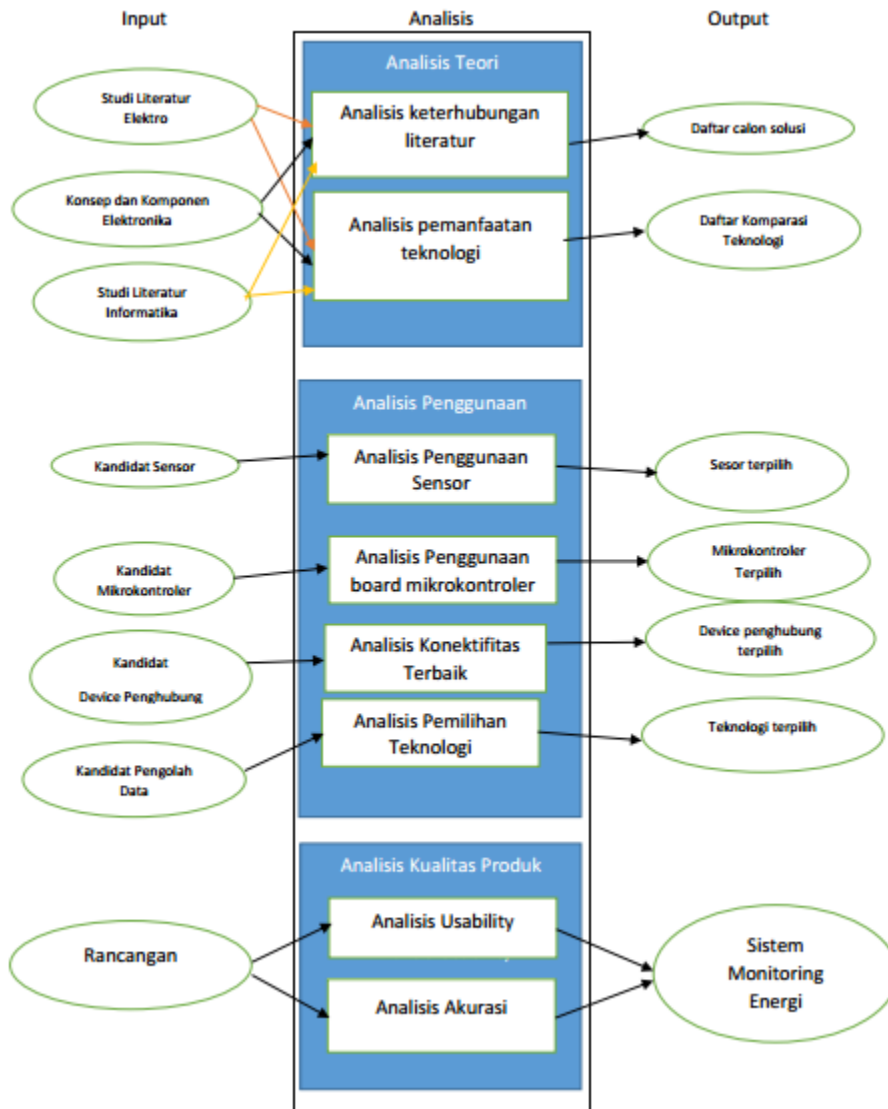 Input
Analisis
Output
Analisis Teori
Studi Literatur
Elektro
Analisis keterhubungan
literatur
Daftar calon solusi
Konsep dan Komponen
Elektronika
Analisis pemanfaatan
teknologi
Daftar Komparasi
Teknologi
Studi Literatur
Informatika
Analisis Penggunaan
Kandidat Sensor
Analisis Penggunaan
Sensor
Sesor terpilih
Kandidat
Mikrokontroler
Analisis Penggunaan
board mikrokontroler
Mikrokontroler
Terpilih
Kandidat
Device Penghubung
Analisis Konektifitas
Terbaik
Device penghubung
terpilih
Kandidat Pengolah
Data
Analisis Pemilihan
Teknologi
Teknologi terpilih
Analisis Kualitas Produk
Rancangan
Analisis Usability
Analisis Akurasi
Sistem
Monitoring
Energi